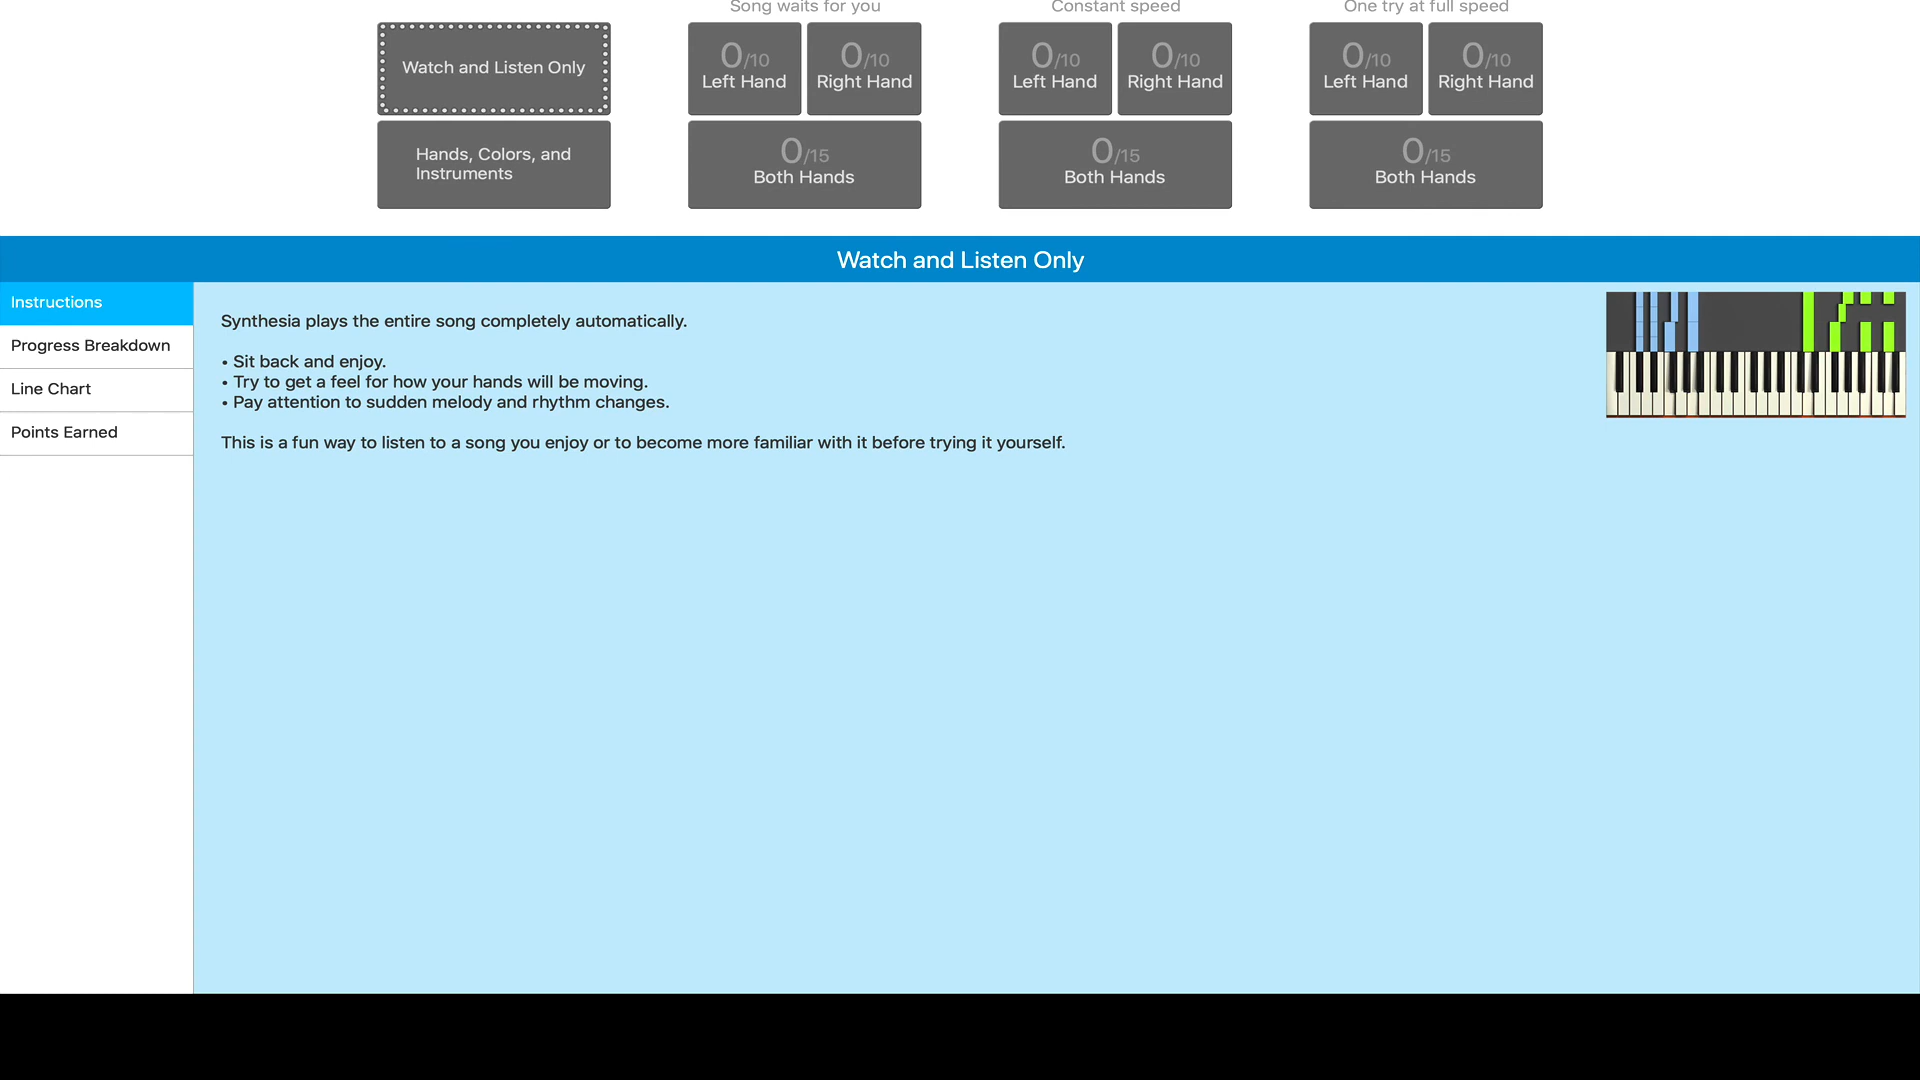 Song waits for you
Constant speed
One try at full speed
Watch and Listen Only
0/10
Left Hand
0/10
Right Hand
0/10
Left Hand
0/10
Right Hand
0/10
Left Hand
0/10
Right Hand
Hands, Colors, and
Instruments
0/15
Both Hands
0/15
Both Hands
0/15
Both Hands
Watch and Listen Only
Instructions
Progress Breakdown
Line Chart
Points Earned
Synthesia plays the entire song completely automatically.
• Sit back and enjoy.
• Try to get a feel for how your hands will be moving.
• Pay attention to sudden melody and rhythm changes.
This is a fun way to listen to a song you enjoy or to become more familiar with it before trying it yourself.